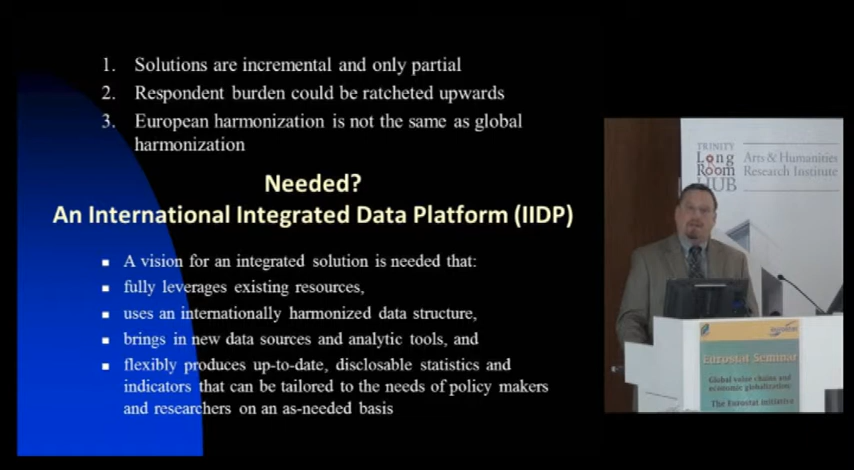 1. Solutions are incremental and only partial
2. Respondent burden could be ratcheted upwards
3. European harmonization is not the same as global
harmonization
Needed?
An International Integrated Data Platform (IIDP)
▪ A vision for an integrated solution is needed that:
▪ fully leverages existing resources,
▪ uses an internationally harmonized data structure,
▪ brings in new data sources and analytic tools, and
▪ flexibly produces up-to-date, disclosable statistics and
indicators that can be tailored to the needs of policy makers
and researchers on an as-needed basis
TRINITY
Long
Room
HUB
Arts & Humanities
Research Institute
eurostat
Eurostat Seminar
Global value chains and
economic globalization:
The Eurostat Initiative